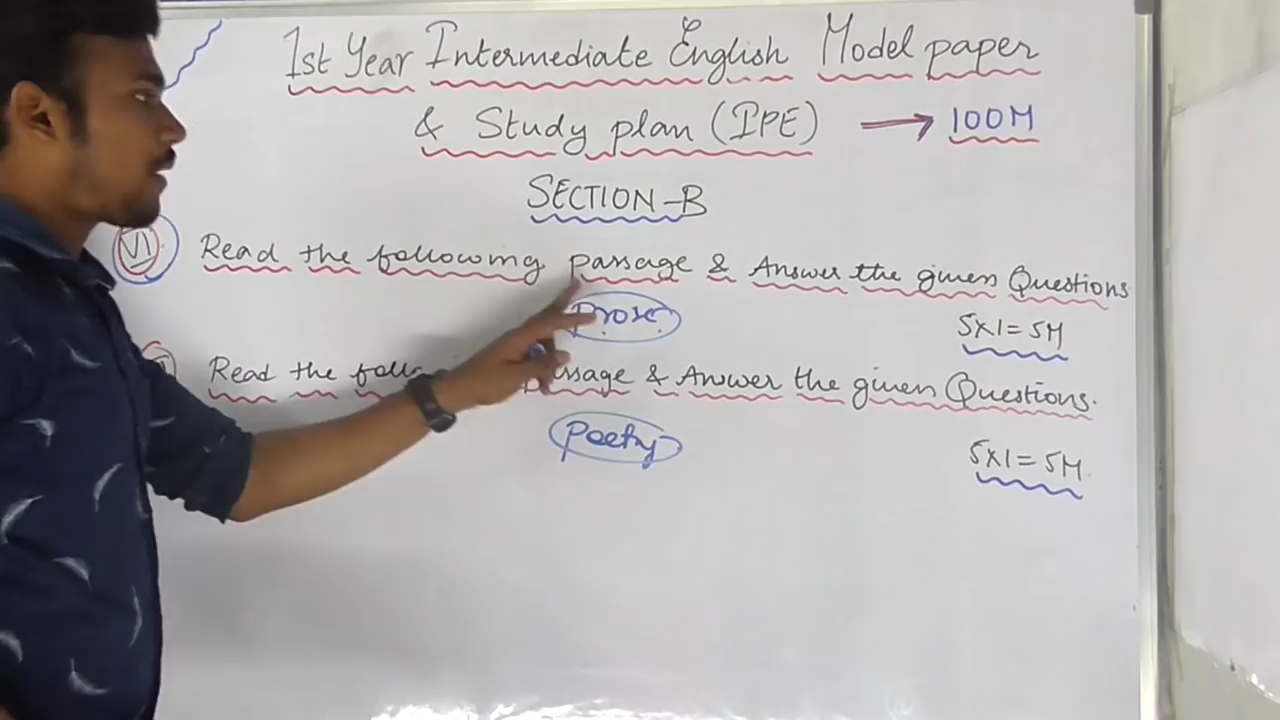 1st Year Intermediate English Model paper
& Study plan (IPE) → 100M
SECTION-B
VI Read the following passage & Answer the given Questions
Prose
5X1=5M
Read the passage & Answer the given Questions.
Poetry
5X1=5M